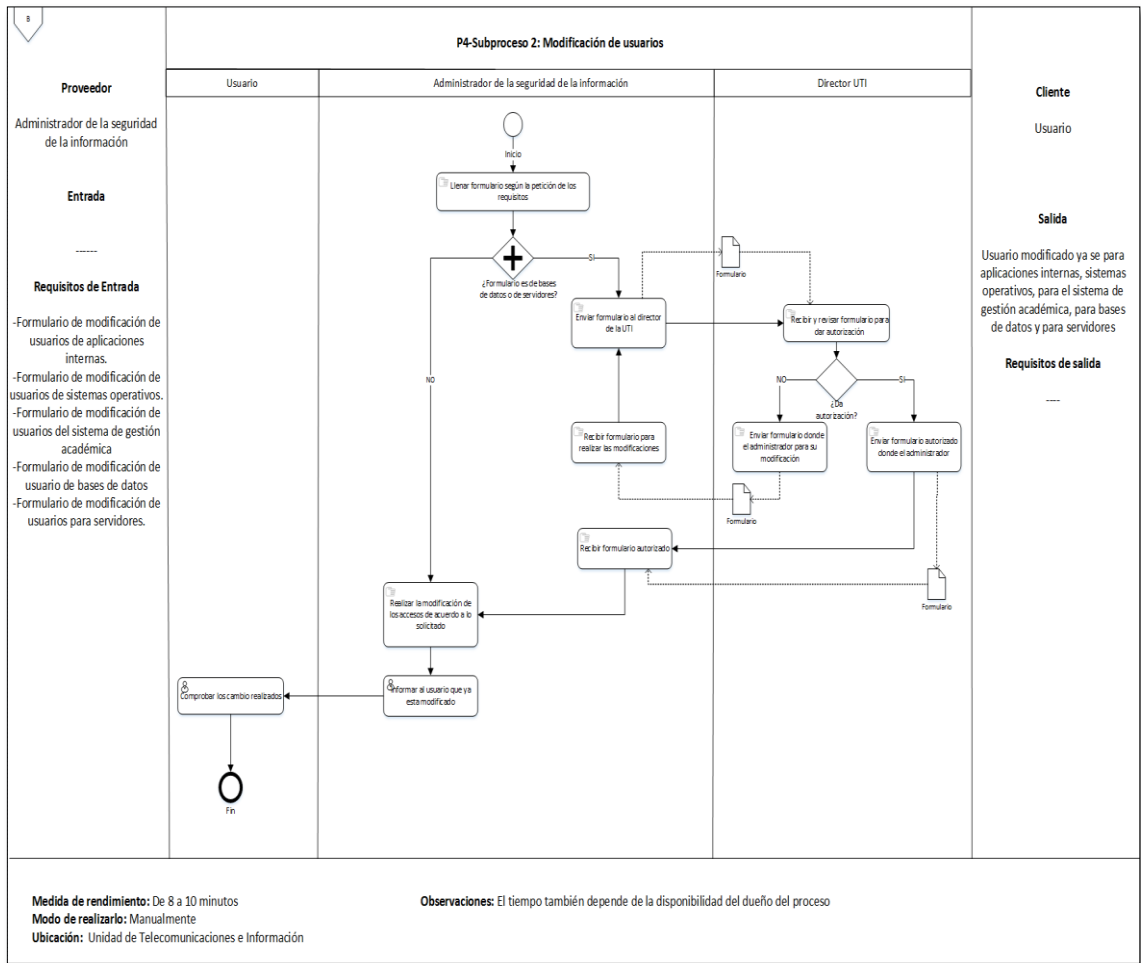 B
P4-Subproceso 2: Modificación de usuarios
Proveedor
Administrador de la seguridad
de la información
Entrada
------
Requisitos de Entrada
-Formulario de modificación de
usuarios de aplicaciones
internas.
-Formulario de modificación de
usuarios de sistemas operativos.
-Formulario de modificación de
usuarios del sistema de gestión
académica
-Formulario de modificación de
usuario de bases de datos
-Formulario de modificación de
usuarios para servidores.
Usuario
Administrador de la seguridad de la información
Director UTI
Inicio
Llenar formulario según la petición de los
requisitos
¿Formulario es de bases
de datos o de servidores?
SI
NO
Enviar formulario al director
de la UTI
Formulario
Recibir y revisar formulario para
dar autorización
NO
SI
¿Da
autorización?
Recibir formulario para
realizar las modificaciones
Enviar formulario donde
el administrador para su
modificación
Enviar formulario autorizado
donde el administrador
Formulario
Recibir formulario autorizado
Formulario
Realizar la modificación de
los accesos de acuerdo a lo
solicitado
Informar al usuario que ya
esta modificado
Comprobar los cambio realizados
Fin
Cliente
Usuario
Salida
Usuario modificado ya se para
aplicaciones internas, sistemas
operativos, para el sistema de
gestión académica, para bases
de datos y para servidores
Requisitos de salida
----
Medida de rendimiento: De 8 a 10 minutos
Modo de realizarlo: Manualmente
Ubicación: Unidad de Telecomunicaciones e Información
Observaciones: El tiempo también depende de la disponibilidad del dueño del proceso